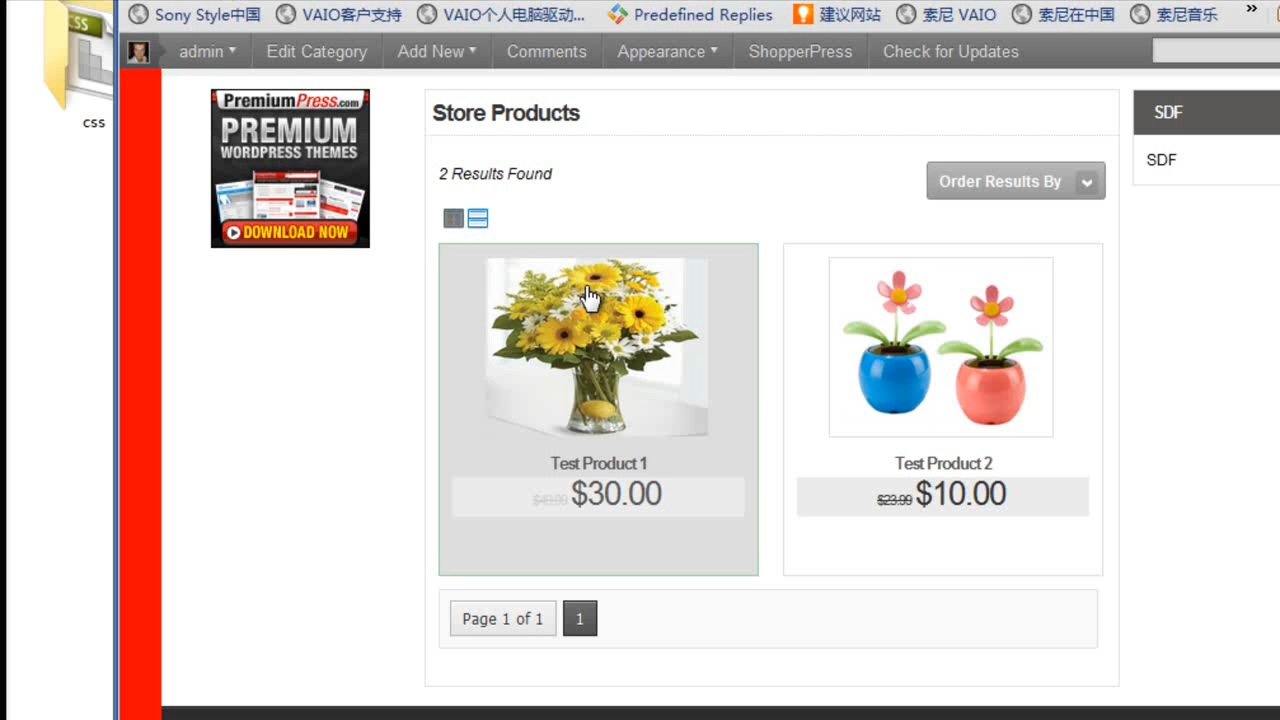 Sony Style中国 VAIO客户支持 VAIO个人电脑驱动... Predefined Replies 建议网站 索尼 VAIO 索尼在中国 索尼音乐 »
CSS
admin Edit Category Add New Comments Appearance ShopperPress Check for Updates
css
PremiumPress.com
PREMIUM
WORDPRESS THEMES
DOWNLOAD NOW
Store Products
2 Results Found
Order Results By
Test Product 1
$49.99 $30.00
Test Product 2
$23.99 $10.00
Page 1 of 1 1
SDF
SDF